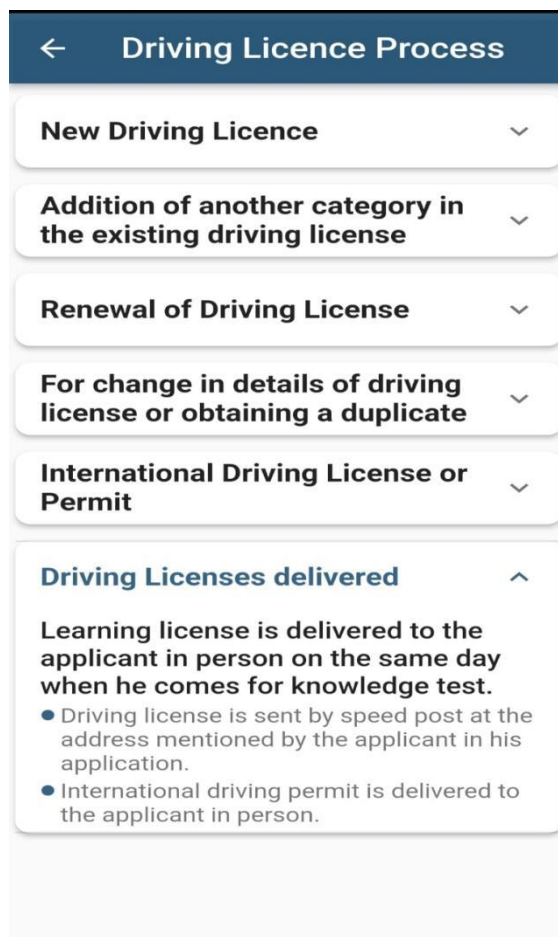 Driving Licence Process
New Driving Licence
Addition of another category in
the existing driving license
Renewal of Driving License
For change in details of driving
license or obtaining a duplicate
International Driving License or
Permit
Driving Licenses delivered
Learning license is delivered to the
applicant in person on the same day
when he comes for knowledge test.
Driving license is sent by speed post at the
address mentioned by the applicant in his
application.
International driving permit is delivered to
the applicant in person.